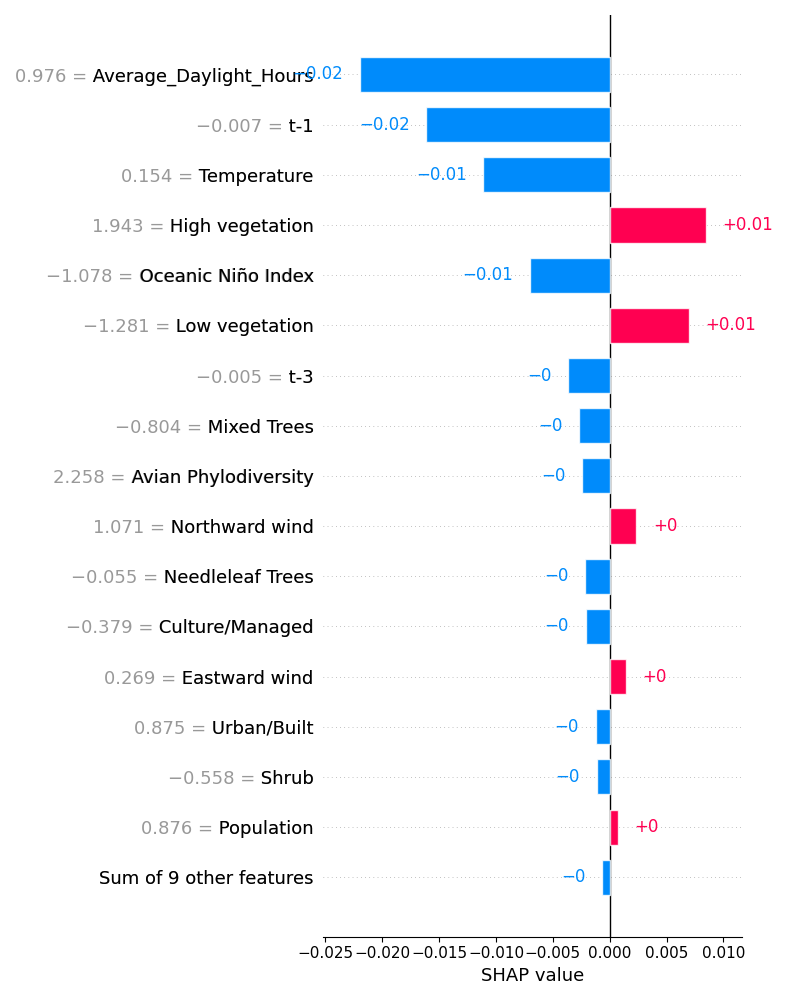 0.976 = Average_Daylight_Hours −0.02
−0.007 = t-1 −0.02
0.154 = Temperature −0.01
1.943 = High vegetation +0.01
−1.078 = Oceanic Niño Index −0.01
−1.281 = Low vegetation +0.01
−0.005 = t-3 −0
−0.804 = Mixed Trees −0
2.258 = Avian Phylodiversity −0
1.071 = Northward wind +0
−0.055 = Needleleaf Trees −0
−0.379 = Culture/Managed −0
0.269 = Eastward wind +0
0.875 = Urban/Built −0
−0.558 = Shrub −0
0.876 = Population +0
Sum of 9 other features −0
−0.025 −0.020 −0.015 −0.010 −0.005 0.000 0.005 0.010
SHAP value